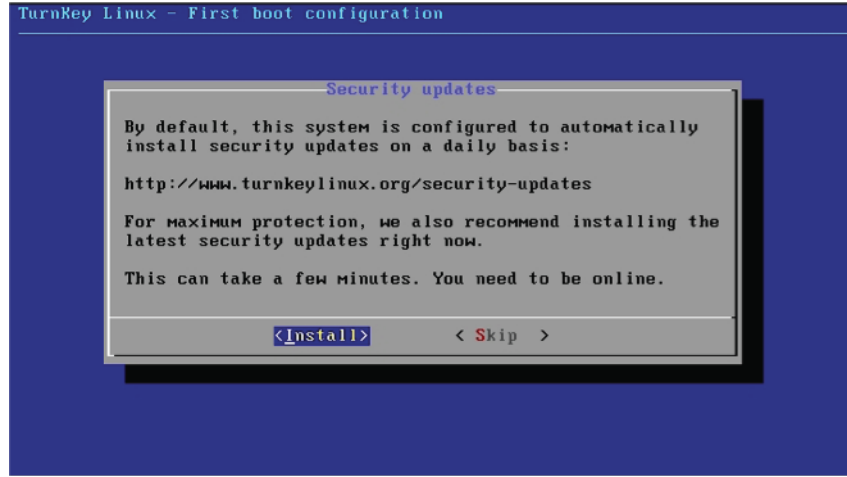 TurnKey Linux - First boot configuration
Security updates
By default, this system is configured to automatically
install security updates on a daily basis:
http://www.turnkeylinux.org/security-updates
For maximum protection, we also recommend installing the
latest security updates right now.
This can take a few minutes. You need to be online.
<Install> < Skip >